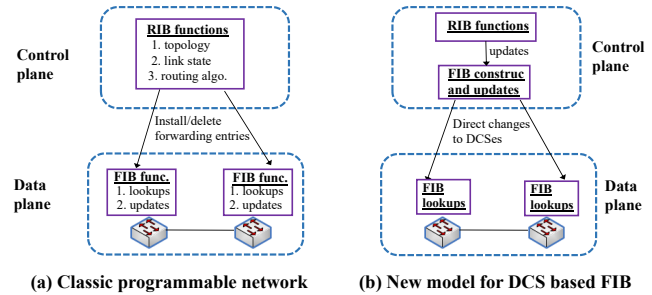 RIB functions
1. topology
2. link state
3. routing algo.
Control
plane
Install/delete
forwarding entries
Data
plane
FIB func.
1. lookups
2. updates
FIB func.
1. lookups
2. updates
(a) Classic programmable network
RIB functions
updates
FIB construc
and updates
Control
plane
Direct changes
to DCSes
FIB
lookups
FIB
lookups
Data
plane
(b) New model for DCS based FIB